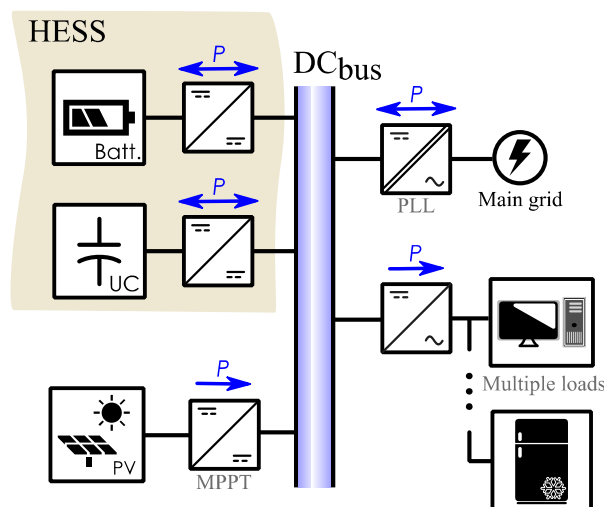 HESS
P
DCbus
P
Batt.
PLL
Main grid
P
UC
P
P
Multiple loads
PV
MPPT